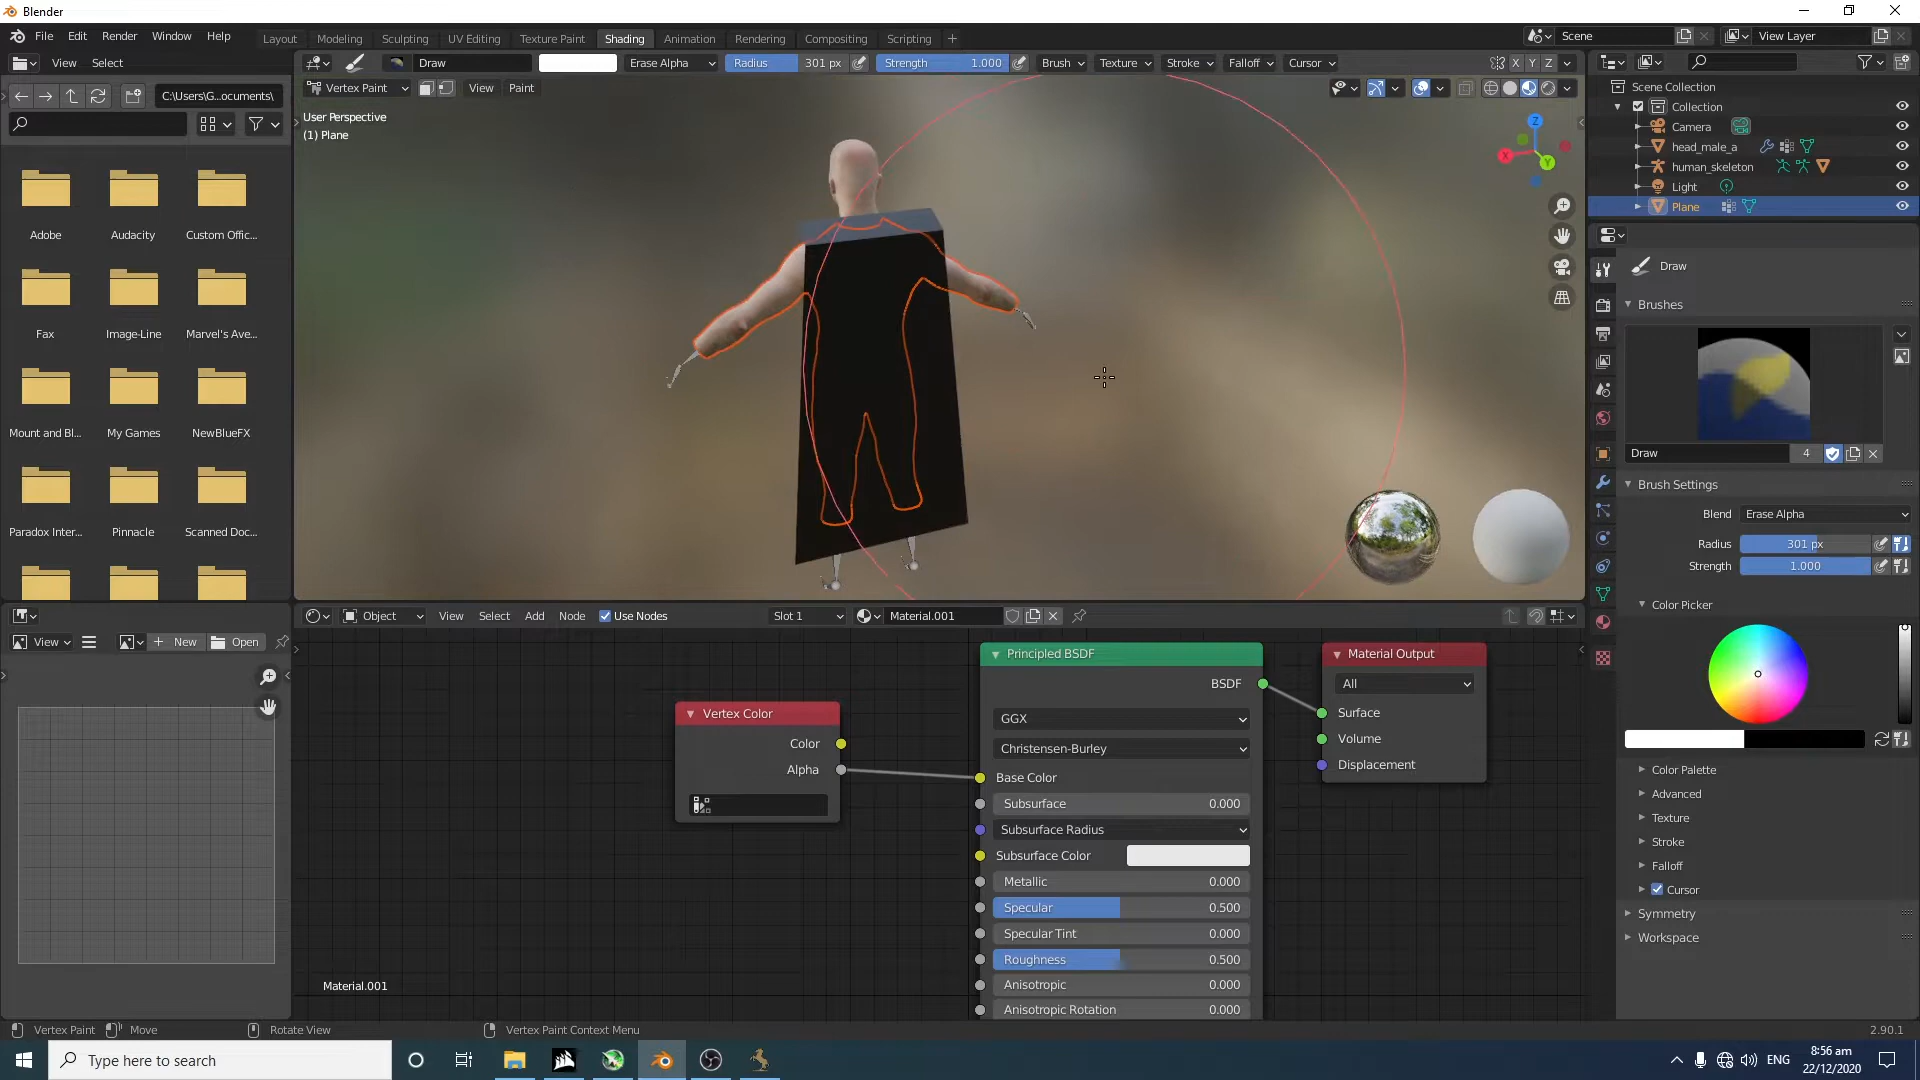 Blender
File Edit Render Window Help
Layout Modeling Sculpting UV Editing Texture Paint Shading Animation Rendering Compositing Scripting
Scene View Layer
View Select
Draw Erase Alpha Radius 301 px Strength 1.000 Brush Texture Stroke Falloff Cursor X Y Z
C:\Users\G...ocuments\
Vertex Paint View Paint
User Perspective
(1) Plane
Z
X
Y
Scene Collection
Collection
Camera
head_male_a
human_skeleton
Light
Plane
Adobe Audacity Custom Offic...
Fax Image-Line Marvel's Ave...
Mount and Bl... My Games NewBlueFX
Paradox Inter... Pinnacle Scanned Doc...
Draw
Brushes
Draw 4
Brush Settings
Blend Erase Alpha
Radius 301 px
Strength 1.000
Color Picker
Color Palette
Advanced
Texture
Stroke
Falloff
Cursor
Symmetry
Workspace
View New Open
Object View Select Add Node Use Nodes Slot 1 Material.001
Vertex Color
Color
Alpha
Principled BSDF
BSDF
GGX
Christensen-Burley
Base Color
Subsurface 0.000
Subsurface Radius
Subsurface Color
Metallic 0.000
Specular 0.500
Specular Tint 0.000
Roughness 0.500
Anisotropic 0.000
Anisotropic Rotation 0.000
Material Output
All
Surface
Volume
Displacement
Material.001
Vertex Paint Move Rotate View Vertex Paint Context Menu 2.90.1
Type here to search
ENG
8:56 am
22/12/2020